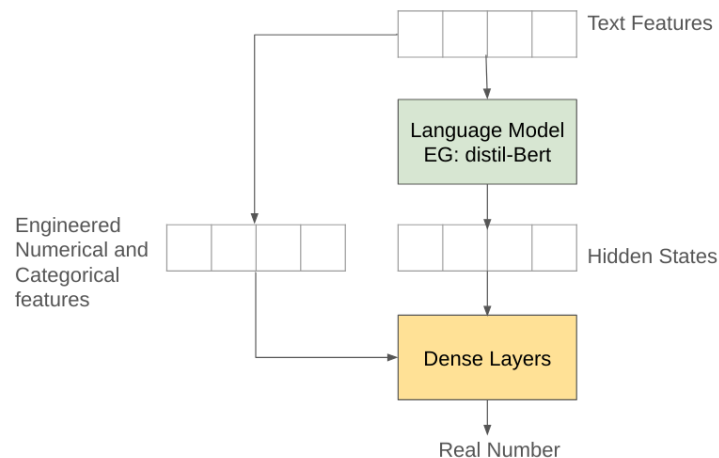 Text Features
Language Model
EG: distil-Bert
Engineered
Numerical and
Categorical
features
Hidden States
Dense Layers
Real Number